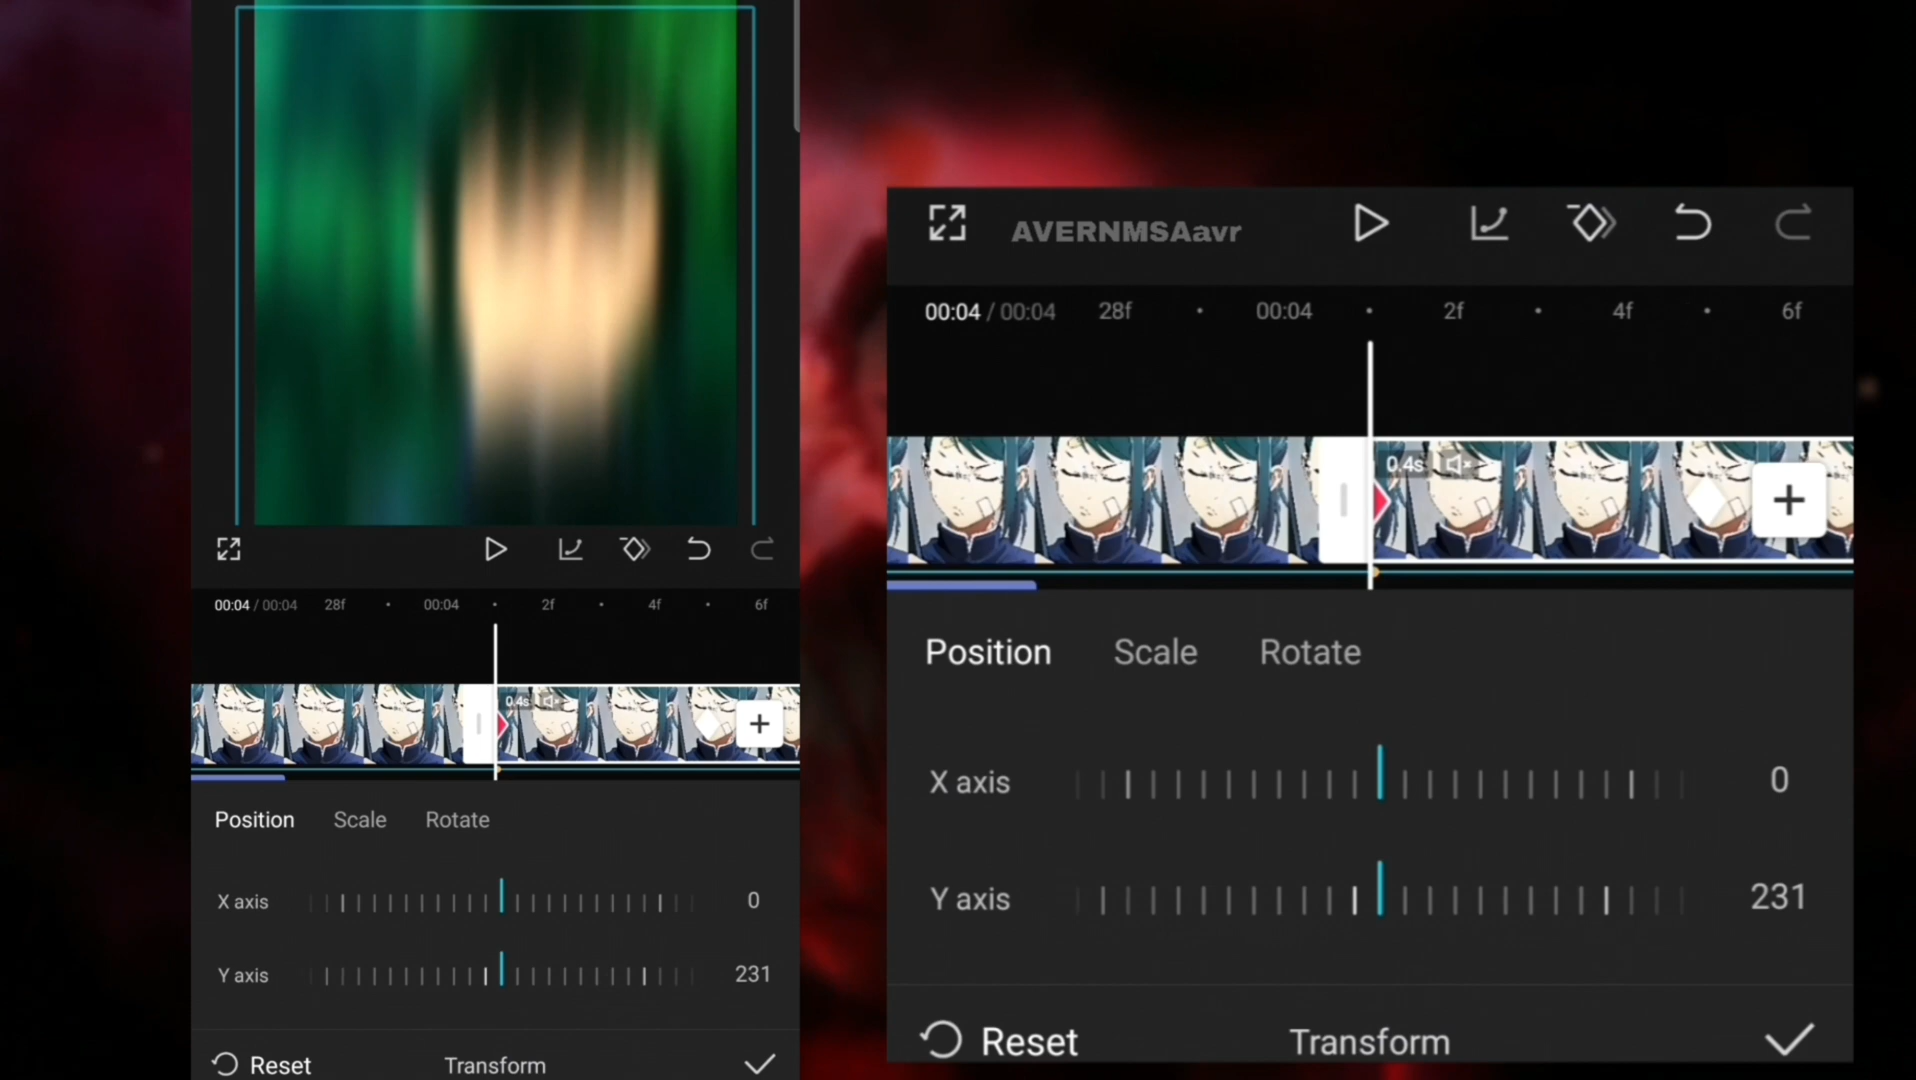 00:04 / 00:04 28f 00:04 2f 4f 6f
0.4s
Position Scale Rotate
X axis 0
Y axis 231
Reset Transform
AVERNMSAavr
00:04 / 00:04 28f 00:04 2f 4f 6f
0.4s
Position Scale Rotate
X axis 0
Y axis 231
Reset Transform